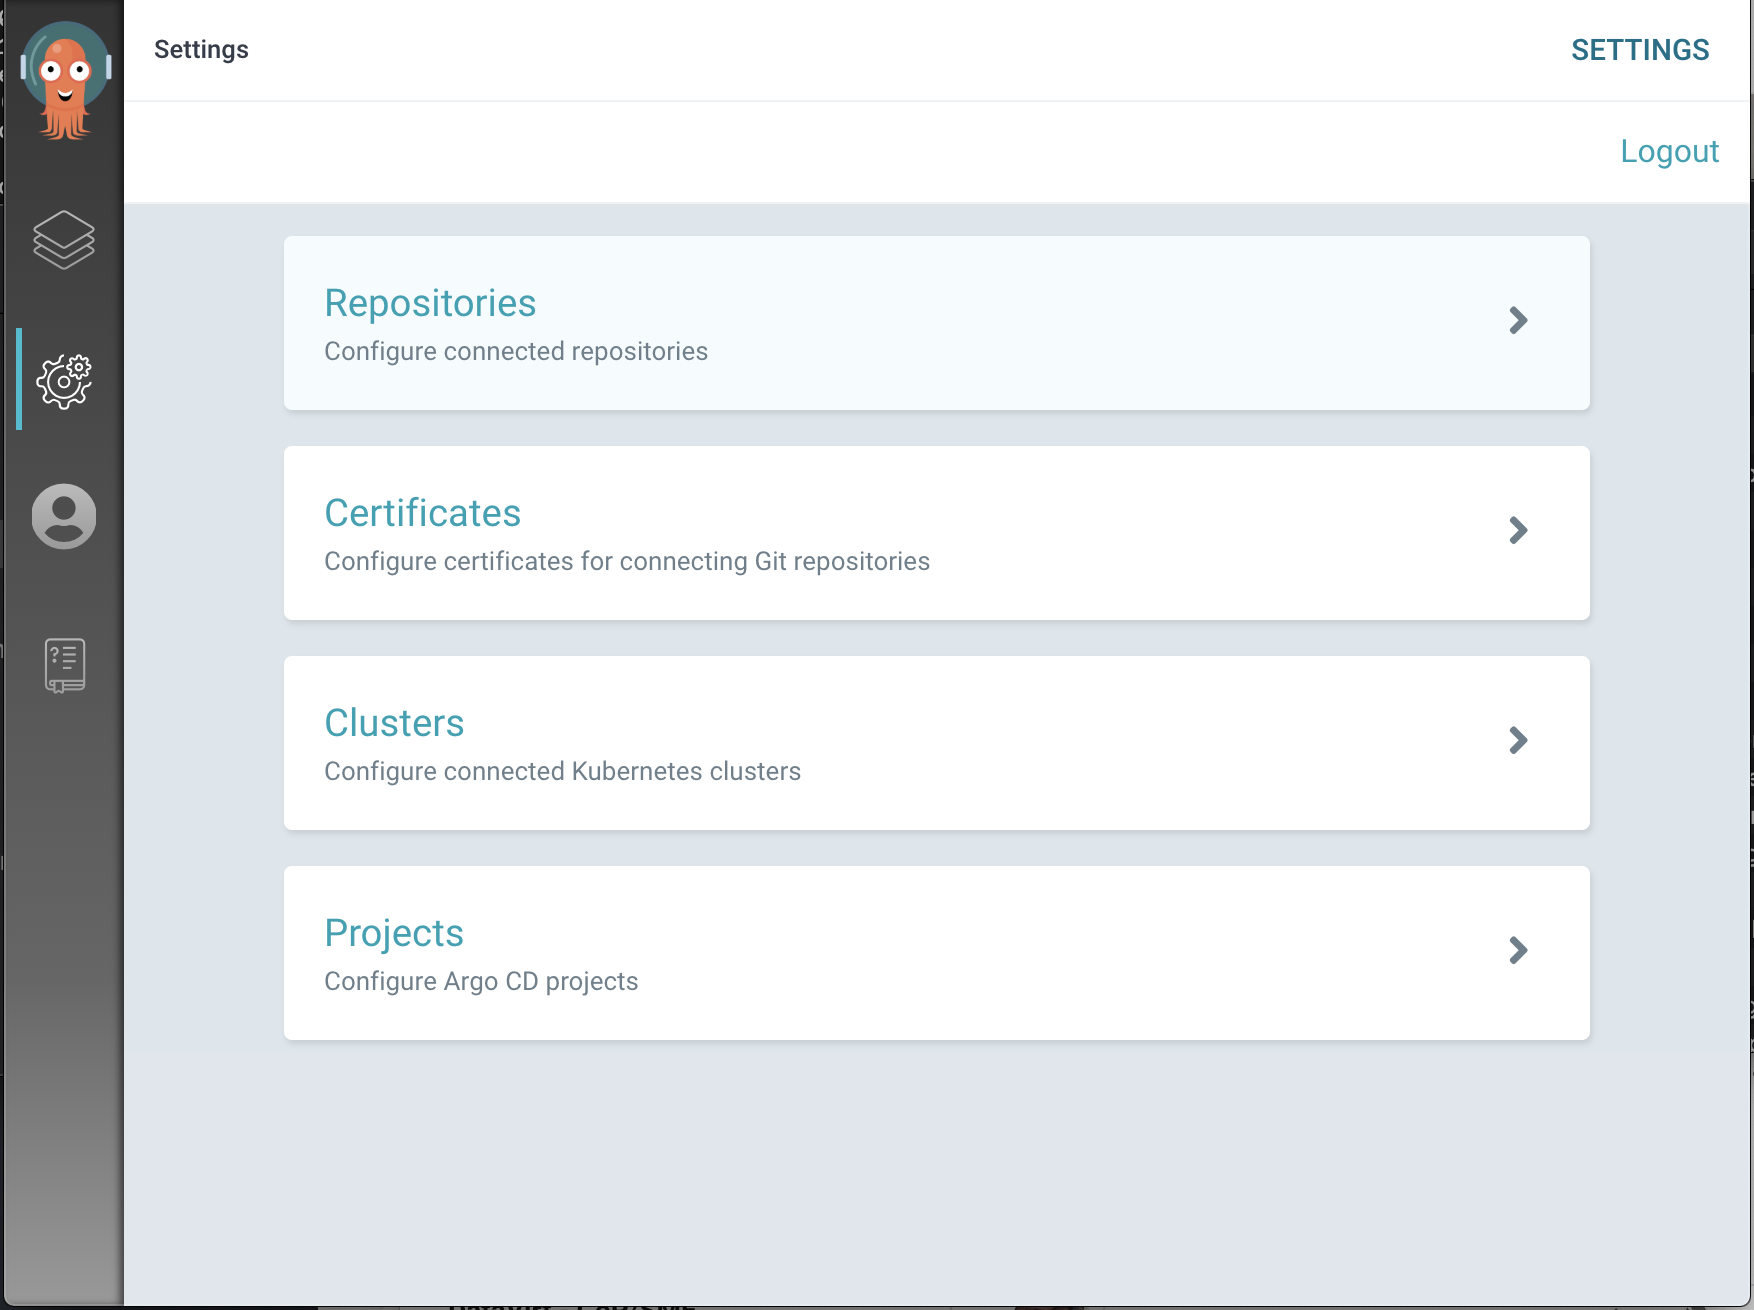 Settings
SETTINGS
Logout
Repositories
Configure connected repositories
Certificates
Configure certificates for connecting Git repositories
Clusters
Configure connected Kubernetes clusters
Projects
Configure Argo CD projects